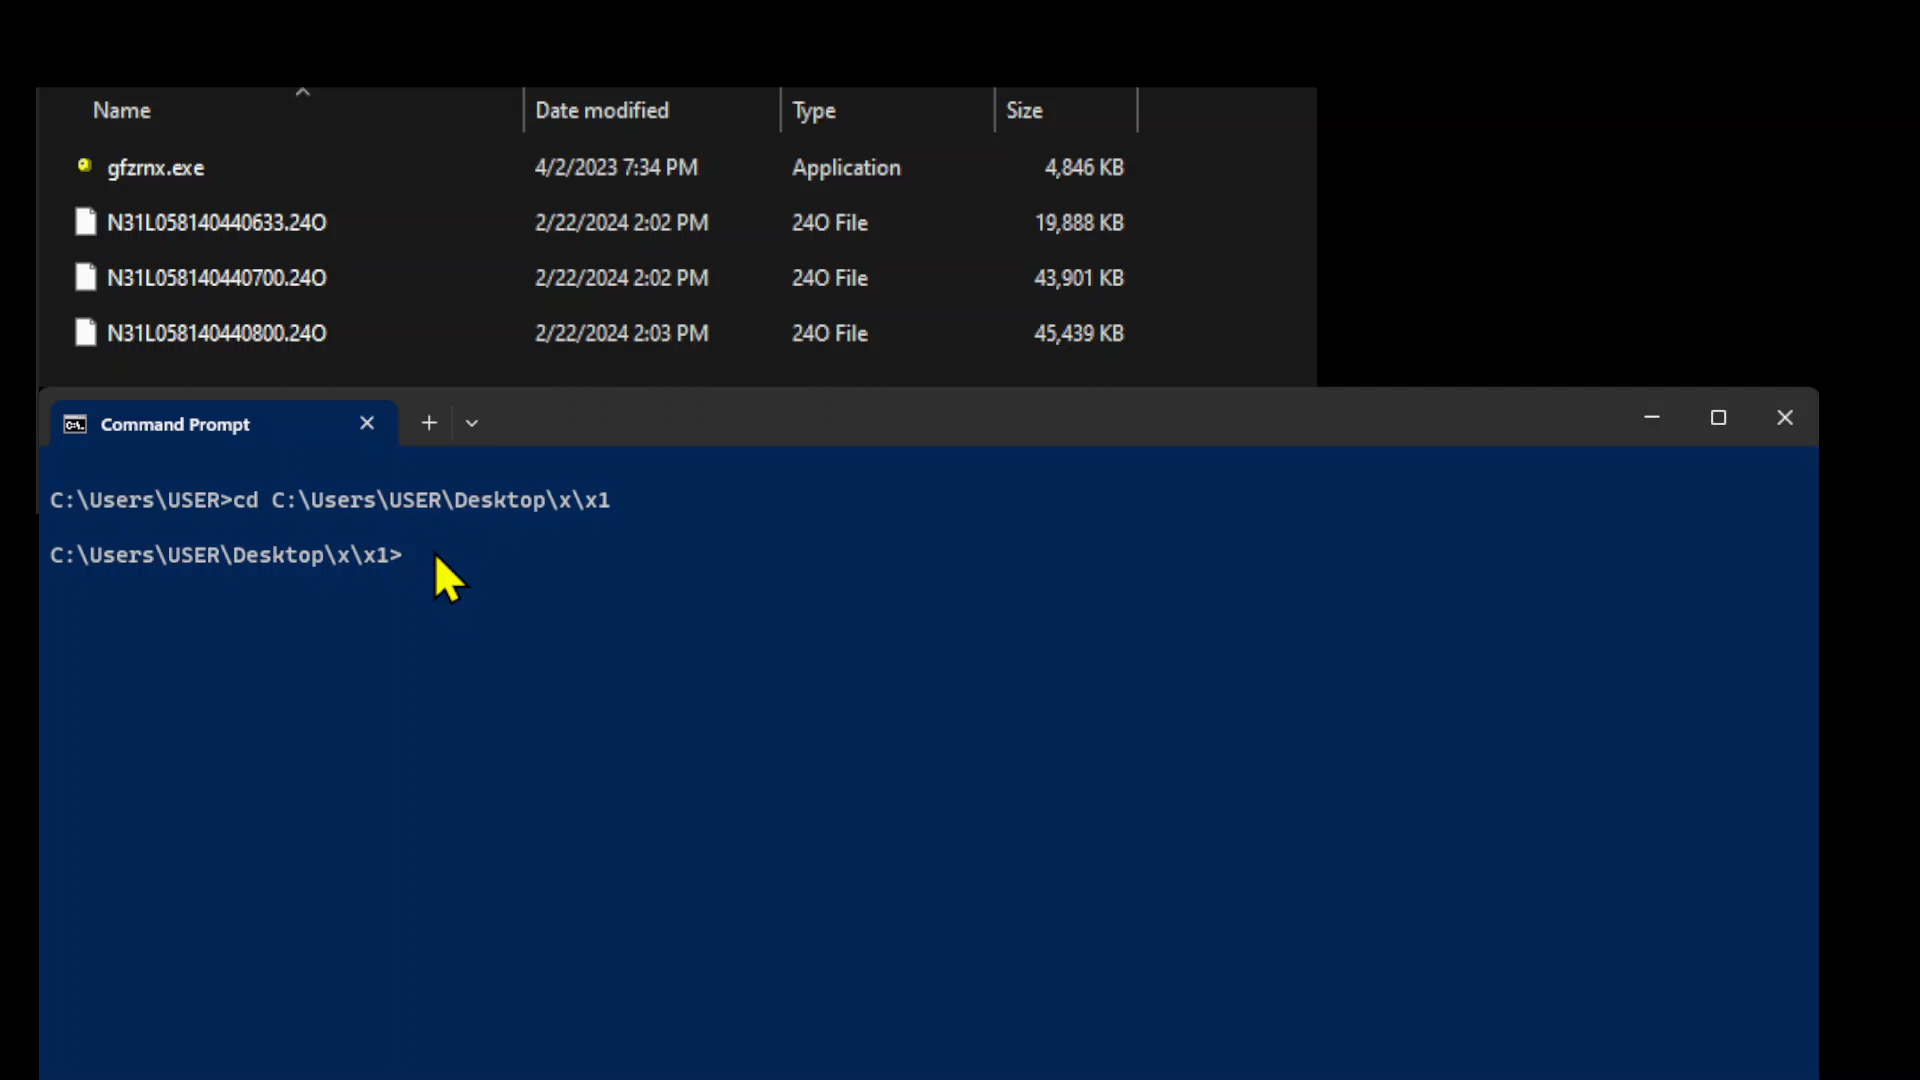 Name Date modified Type Size
gfzrnx.exe 4/2/2023 7:34 PM Application 4,846 KB
N31L058140440633.24O 2/22/2024 2:02 PM 24O File 19,888 KB
N31L058140440700.24O 2/22/2024 2:02 PM 24O File 43,901 KB
N31L058140440800.24O 2/22/2024 2:03 PM 24O File 45,439 KB
Command Prompt
C:\Users\USER>cd C:\Users\USER\Desktop\x\x1
C:\Users\USER\Desktop\x\x1>